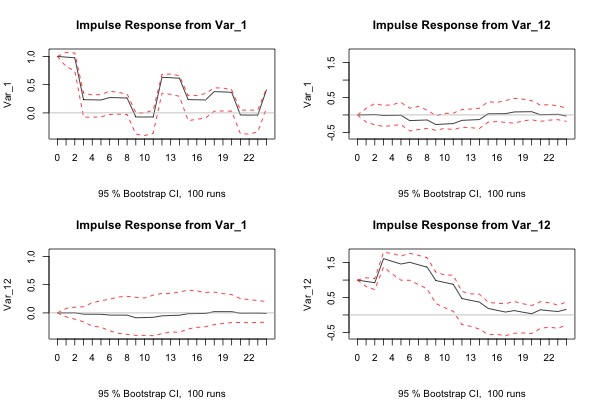 Impulse Response from Var_1
Var_1
1.0
0.5
0.0
0 2 4 6 8 10 13 16 19 22
95 % Bootstrap CI,  100 runs
Impulse Response from Var_12
Var_1
1.5
0.5
-0.5
0 2 4 6 8 10 13 16 19 22
95 % Bootstrap CI,  100 runs
Impulse Response from Var_1
Var_12
1.0
0.5
0.0
0 2 4 6 8 10 13 16 19 22
95 % Bootstrap CI,  100 runs
Impulse Response from Var_12
Var_12
1.5
0.5
-0.5
0 2 4 6 8 10 13 16 19 22
95 % Bootstrap CI,  100 runs